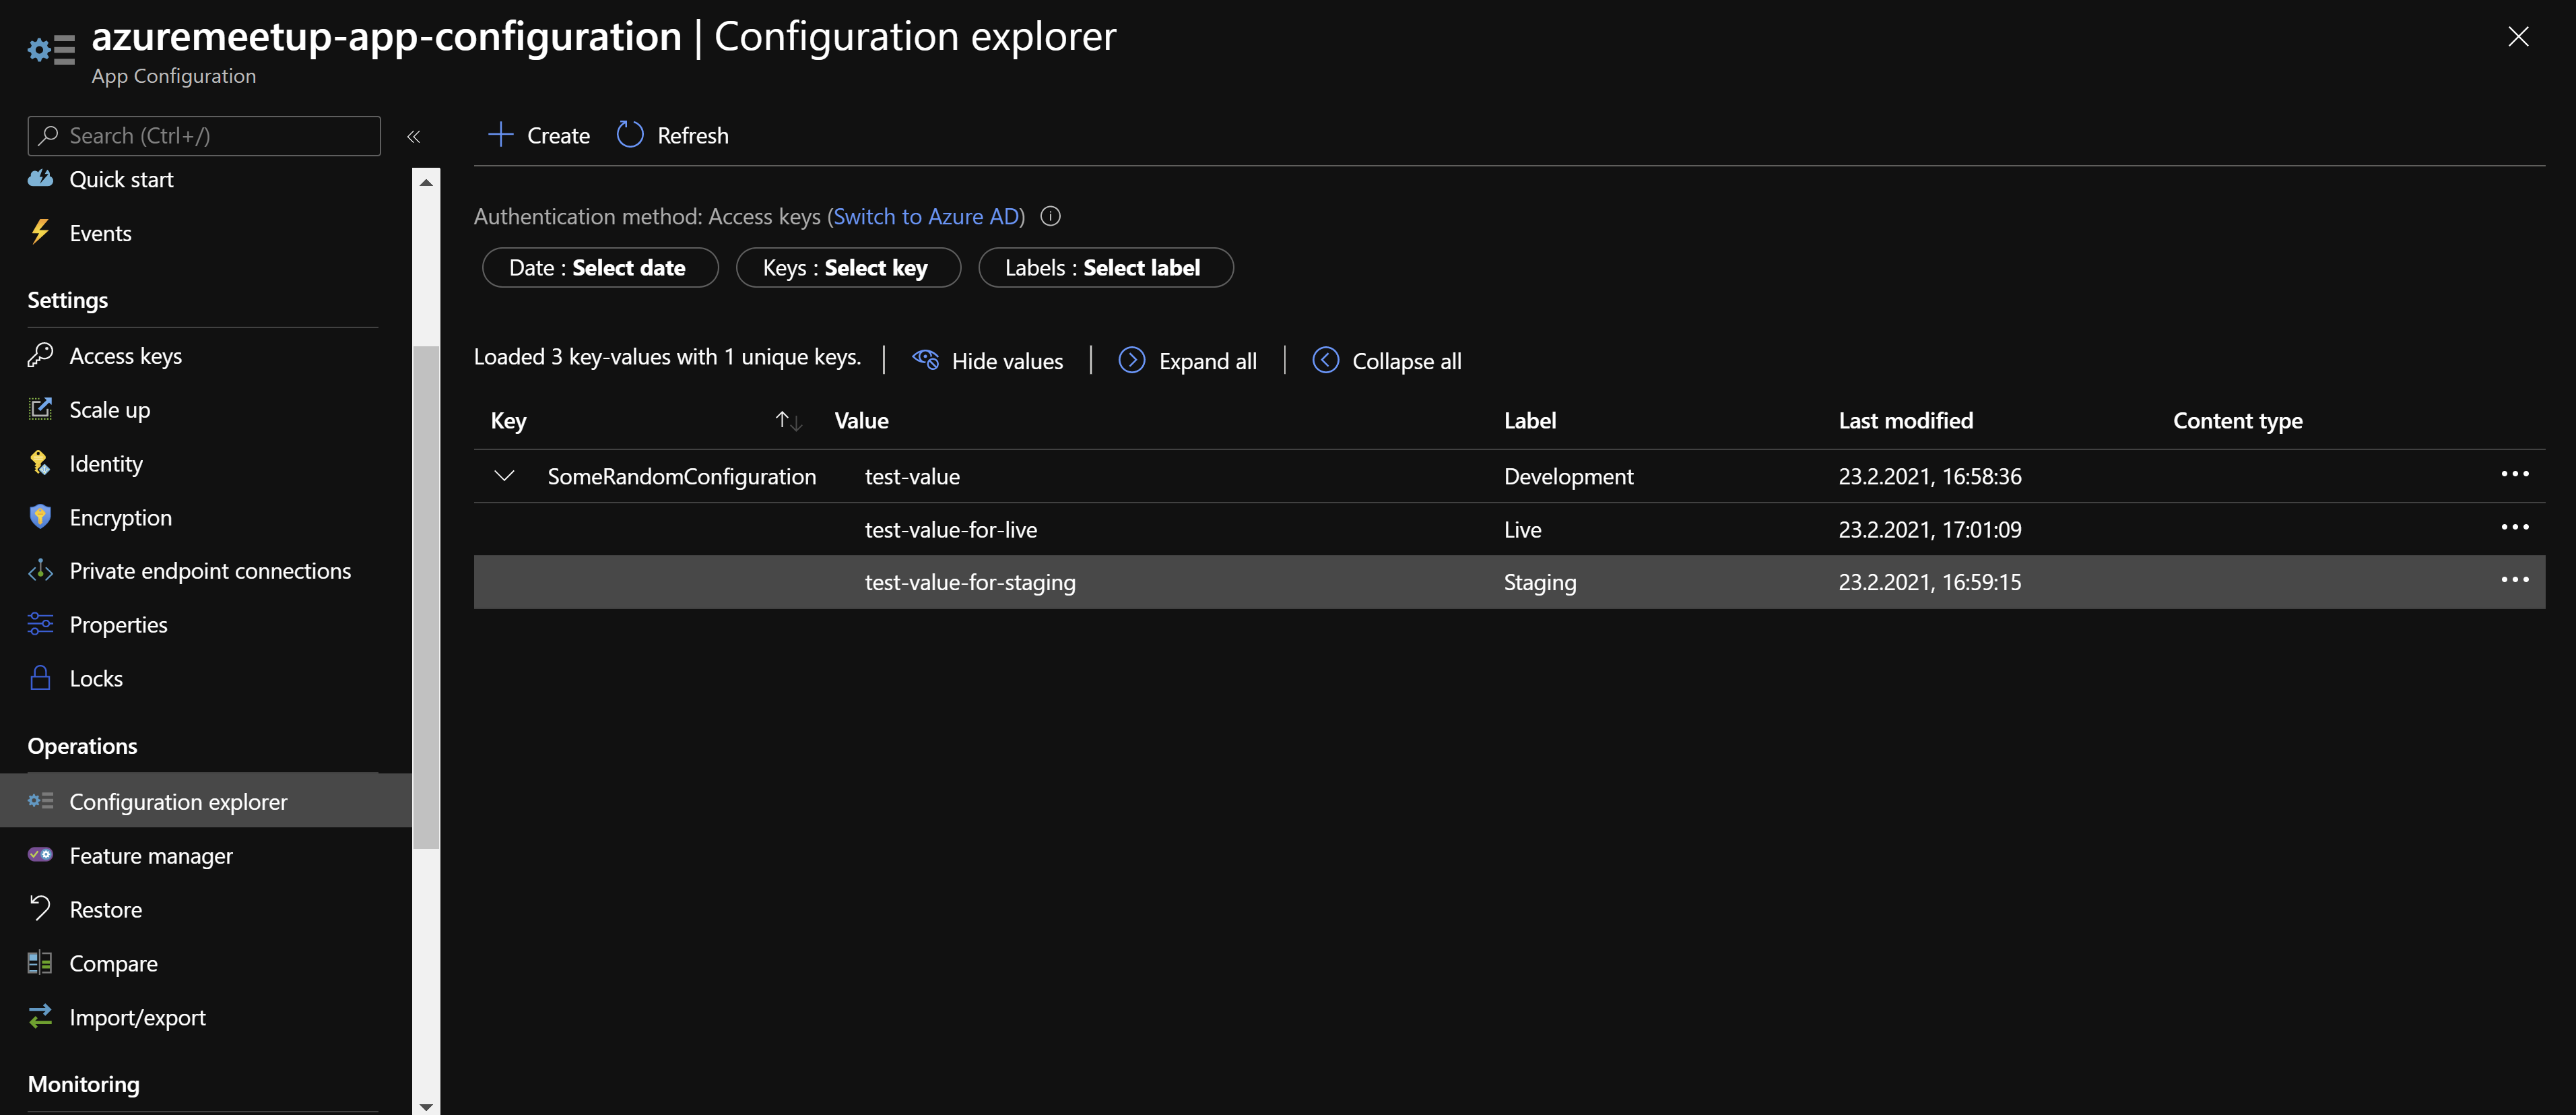 azuremeetup-app-configuration | Configuration explorer
App Configuration
Search (Ctrl+/)
«
Quick start
Events
Settings
Access keys
Scale up
Identity
Encryption
Private endpoint connections
Properties
Locks
Operations
Configuration explorer
Feature manager
Restore
Compare
Import/export
Monitoring
Create Refresh
Authentication method: Access keys (Switch to Azure AD)
Date : Select date Keys : Select key Labels : Select label
Loaded 3 key-values with 1 unique keys. Hide values Expand all Collapse all
Key Value Label Last modified Content type
SomeRandomConfiguration test-value Development 23.2.2021, 16:58:36
test-value-for-live Live 23.2.2021, 17:01:09
test-value-for-staging Staging 23.2.2021, 16:59:15